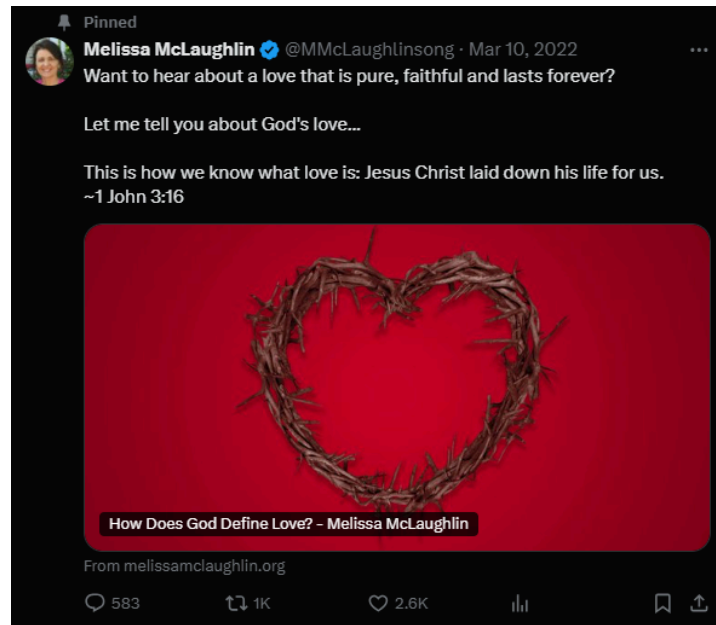 Pinned
Melissa McLaughlin @MMcLaughlinsong · Mar 10, 2022
Want to hear about a love that is pure, faithful and lasts forever?
Let me tell you about God's love...
This is how we know what love is: Jesus Christ laid down his life for us.
~1 John 3:16
How Does God Define Love? - Melissa McLaughlin
From melissamclaughlin.org
583 1K 2.6K